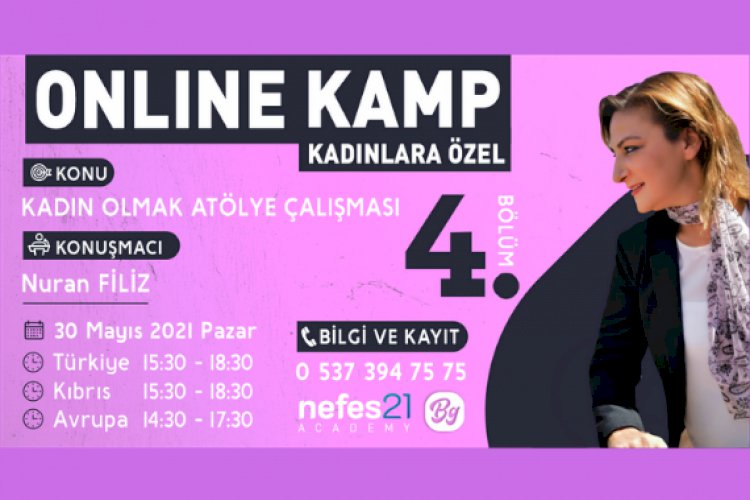 ONLINE KAMP
KADINLARA ÖZEL
KONU
KADIN OLMAK ATÖLYE ÇALIŞMASI
4. BÖLÜM
KONUŞMACI
Nuran FİLİZ
30 Mayıs 2021 Pazar
Türkiye 15:30 - 18:30
Kıbrıs 15:30 - 18:30
Avrupa 14:30 - 17:30
BİLGİ VE KAYIT
0 537 394 75 75
nefes21
ACADEMY
Bg